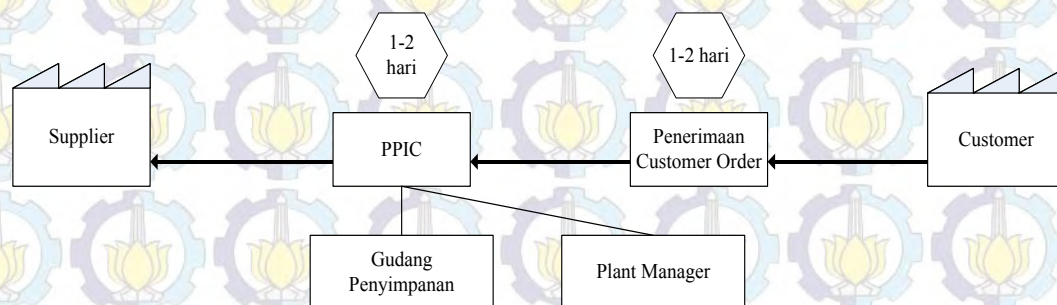 1-2
hari
1-2 hari
Supplier
PPIC
Penerimaan
Customer Order
Customer
Gudang
Penyimpanan
Plant Manager